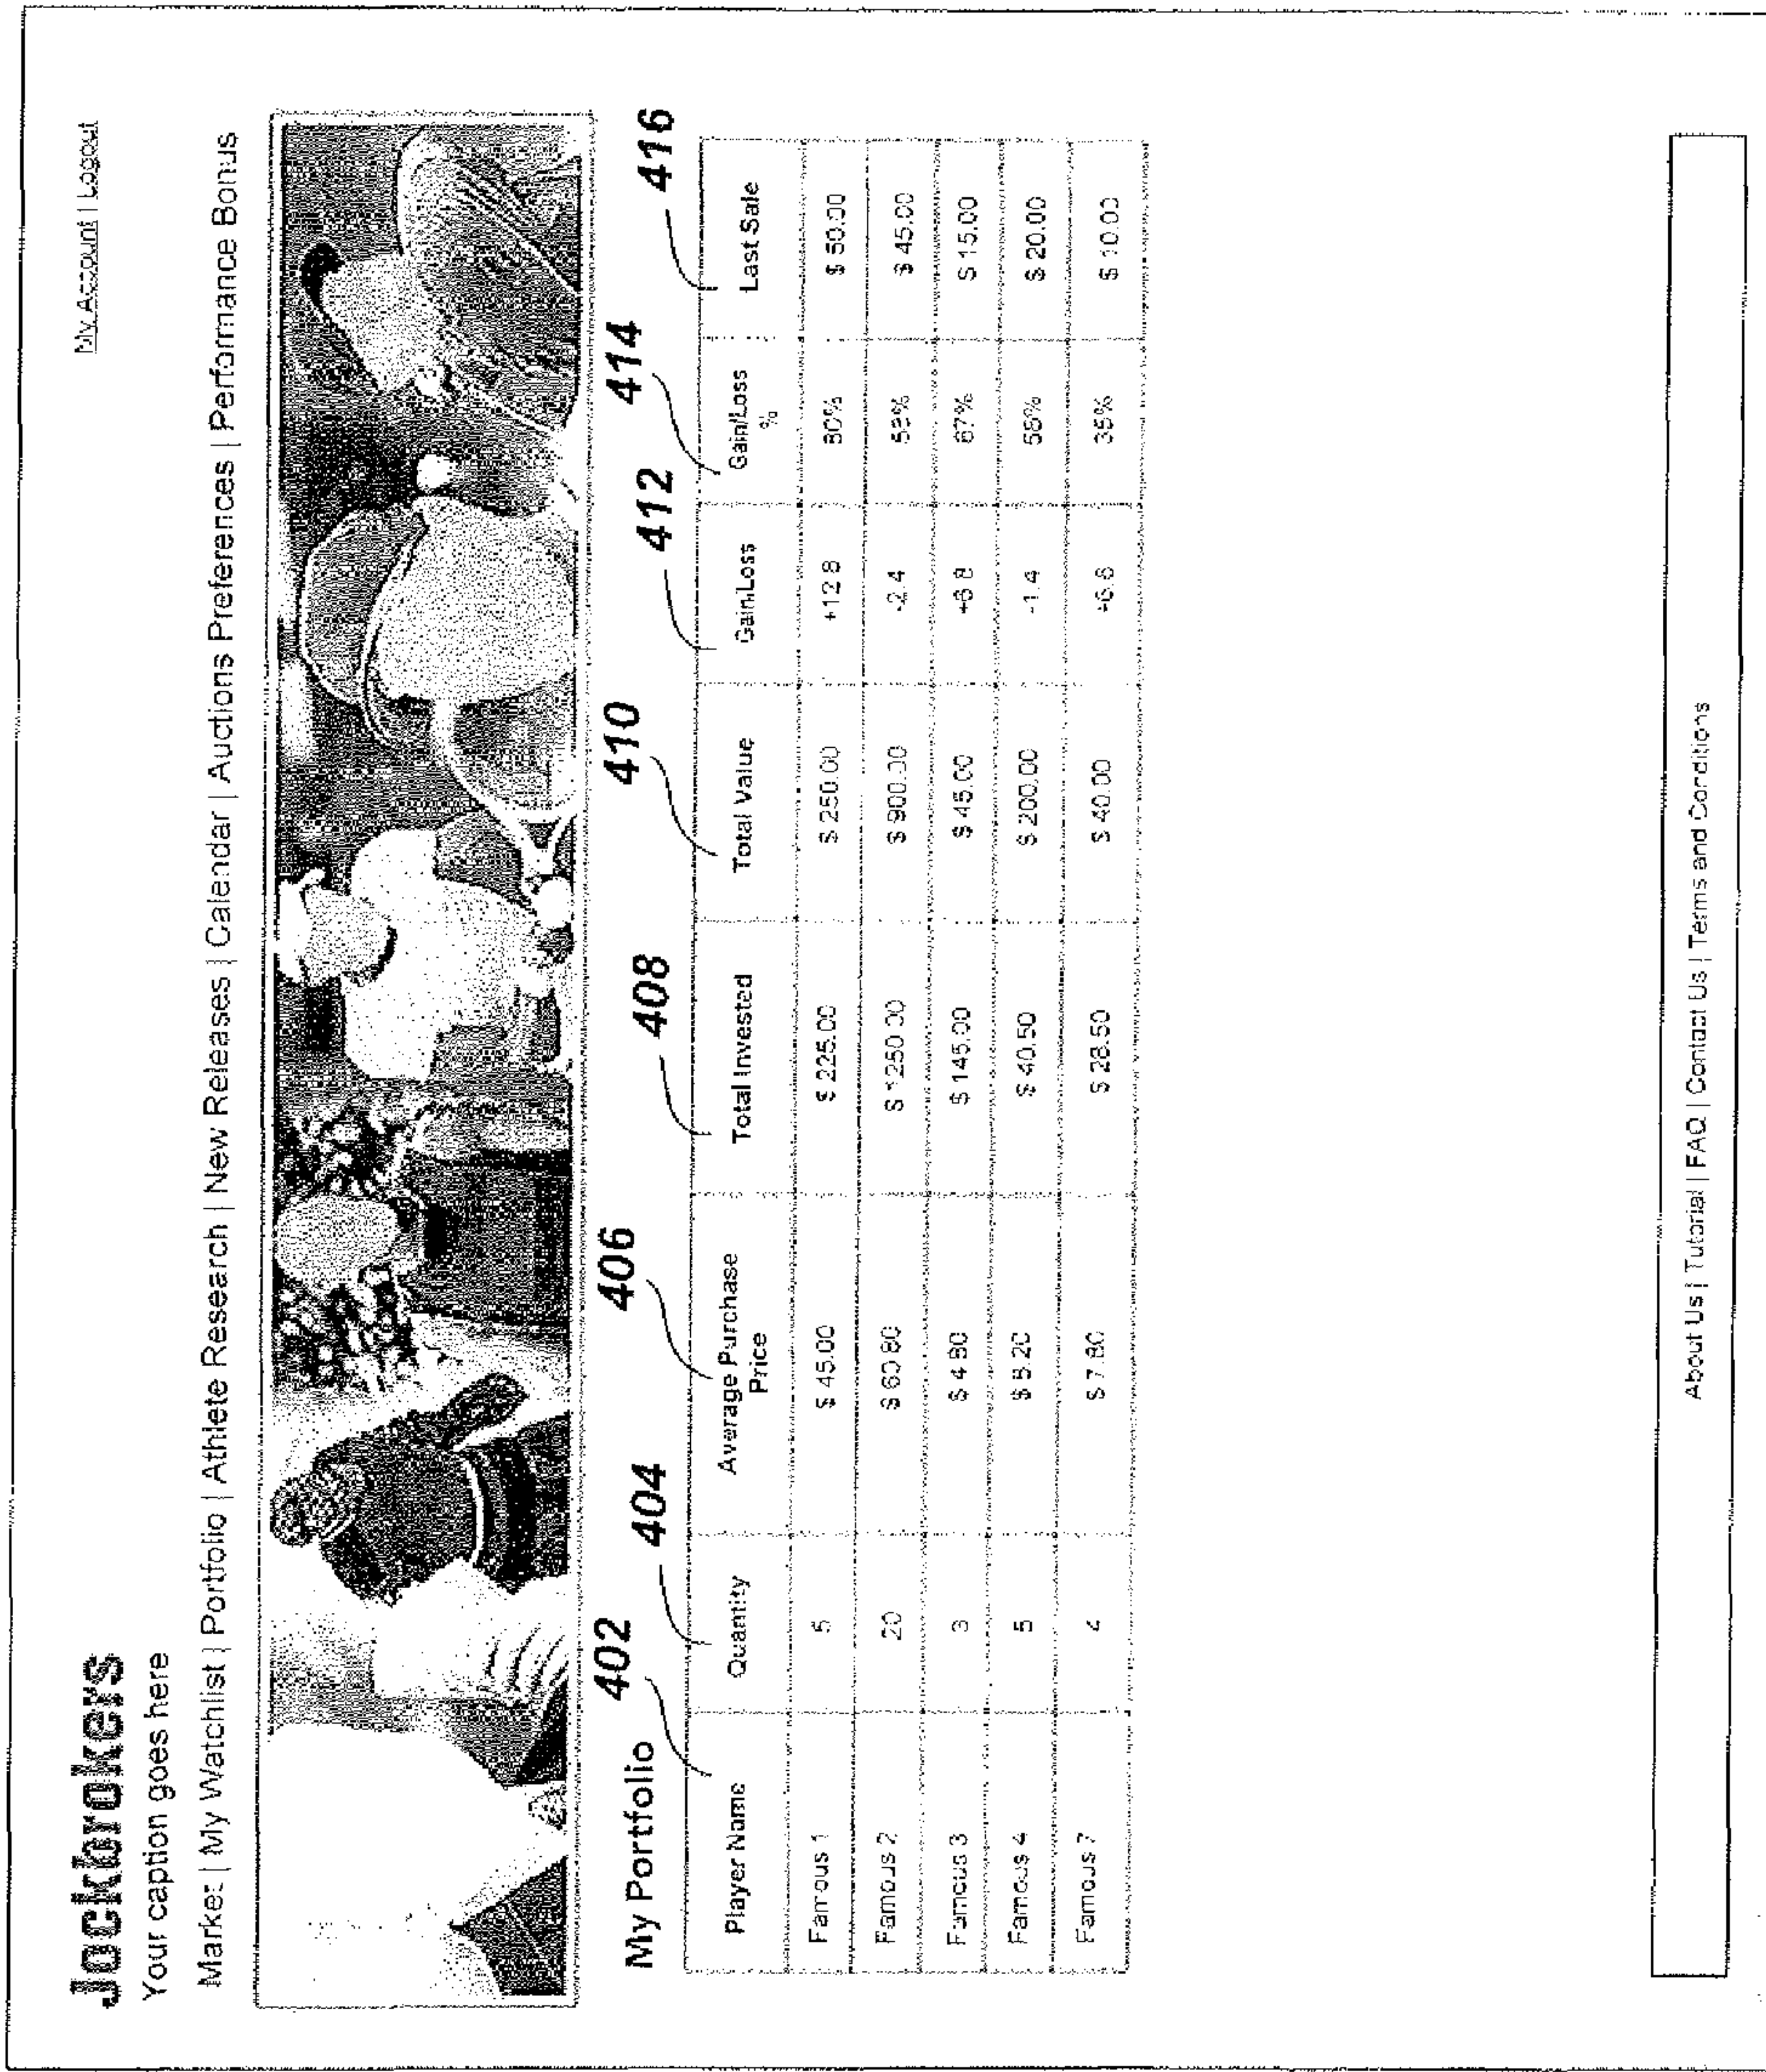 My Account | Logout
Jockbrokers
Your caption goes here
Market | My Watchlist | Portfolio | Athlete Research | New Releases | Calendar | Auctions Preferences | Performance Bonus
My Portfolio
402 404 406 408 410 412 414 416
Player Name Quantity Average Purchase Price Total Invested Total Value Gain/Loss Gain/Loss % Last Sale
Famous 1 5 $ 45.00 $ 225.00 $ 250.00 +12.8 $ 50.00
Famous 2 20 $ 60.80 $ 1250.00 $ 900.00 -2.4 $ 45.00
Famous 3 3 $ 4.80 $ 145.00 $ 45.00 +6.8 67% $ 15.00
Famous 4 5 $ 8.20 $ 40.50 $ 200.00 -1.4 $ 20.00
Famous 7 4 $ 7.80 $ 28.50 $ 40.00 35% $ 10.00
About Us | Tutorial | FAQ | Contact Us | Terms and Conditions